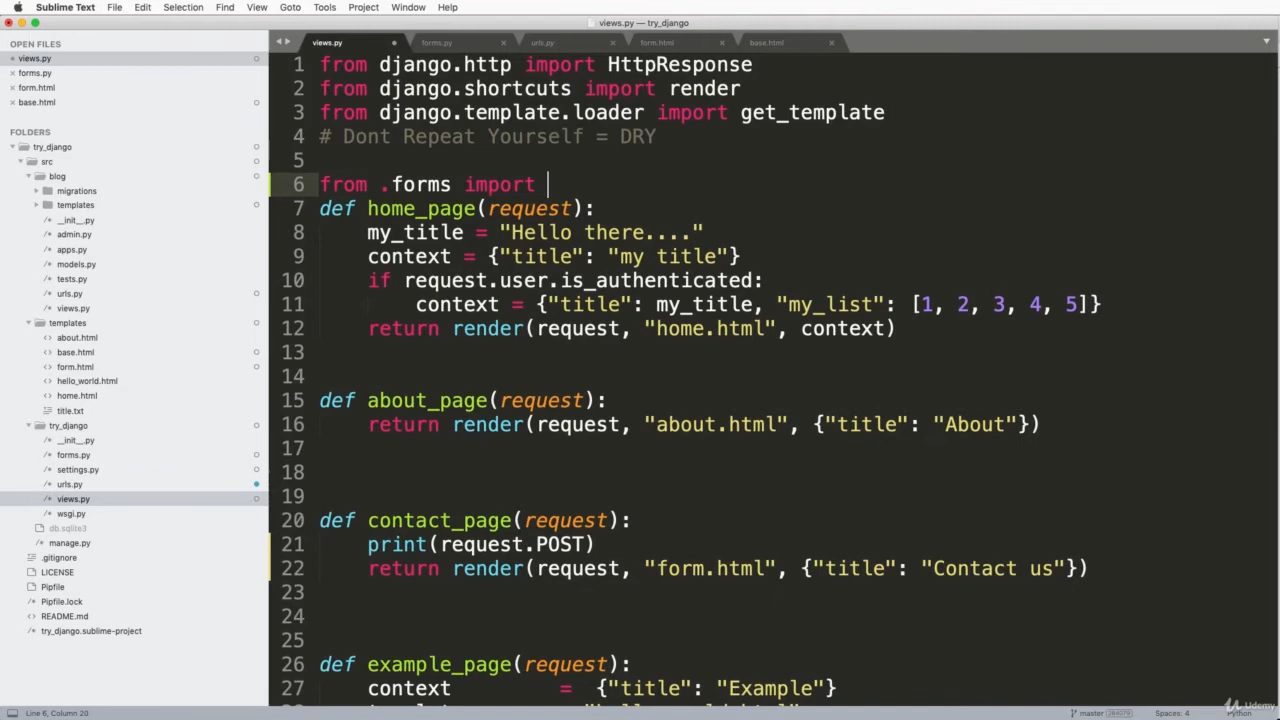 Sublime Text File Edit Selection Find View Goto Tools Project Window Help
views.py — try_django
OPEN FILES
views.py
forms.py
form.html
base.html
FOLDERS
try_django
src
blog
migrations
templates
__init__.py
admin.py
apps.py
models.py
tests.py
urls.py
views.py
templates
about.html
base.html
form.html
hello_world.html
home.html
title.txt
try_django
__init__.py
forms.py
settings.py
urls.py
views.py
wsgi.py
db.sqlite3
manage.py
.gitignore
LICENSE
Pipfile
Pipfile.lock
README.md
try_django.sublime-project
views.py forms.py urls.py form.html base.html
1 from django.http import HttpResponse
2 from django.shortcuts import render
3 from django.template.loader import get_template
4 # Dont Repeat Yourself = DRY
5
6 from .forms import
7 def home_page(request):
8 my_title = "Hello there...."
9 context = {"title": "my title"}
10 if request.user.is_authenticated:
11 context = {"title": my_title, "my_list": [1, 2, 3, 4, 5]}
12 return render(request, "home.html", context)
13
14
15 def about_page(request):
16 return render(request, "about.html", {"title": "About"})
17
18
19
20 def contact_page(request):
21 print(request.POST)
22 return render(request, "form.html", {"title": "Contact us"})
23
24
25
26 def example_page(request):
27 context = {"title": "Example"}
Line 6, Column 20
master
Spaces: 4
Python
Udemy